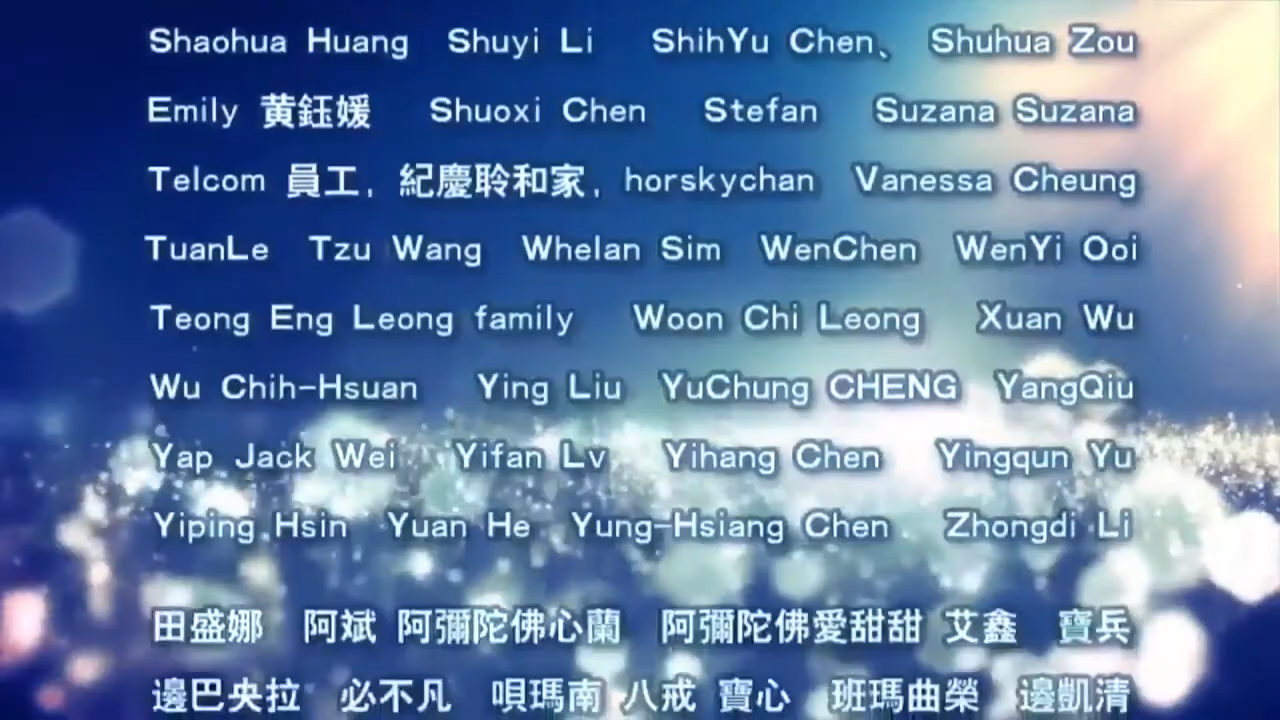 Shaohua Huang Shuyi Li ShihYu Chen、 Shuhua Zou
Emily 黄鈺媛 Shuoxi Chen Stefan Suzana Suzana
Telcom 員工, 紀慶聆和家, horskychan Vanessa Cheung
TuanLe Tzu Wang Whelan Sim WenChen WenYi Ooi
Teong Eng Leong family Woon Chi Leong Xuan Wu
Wu Chih-Hsuan Ying Liu YuChung CHENG YangQiu
Yap Jack Wei Yifan Lv Yihang Chen Yingqun Yu
Yiping Hsin Yuan He Yung-Hsiang Chen Zhongdi Li
田盛娜 阿斌 阿彌陀佛心蘭 阿彌陀佛愛甜甜 艾鑫 寶兵
邊巴央拉 必不凡 唄瑪南 八戒 寶心 班瑪曲榮 邊凱清